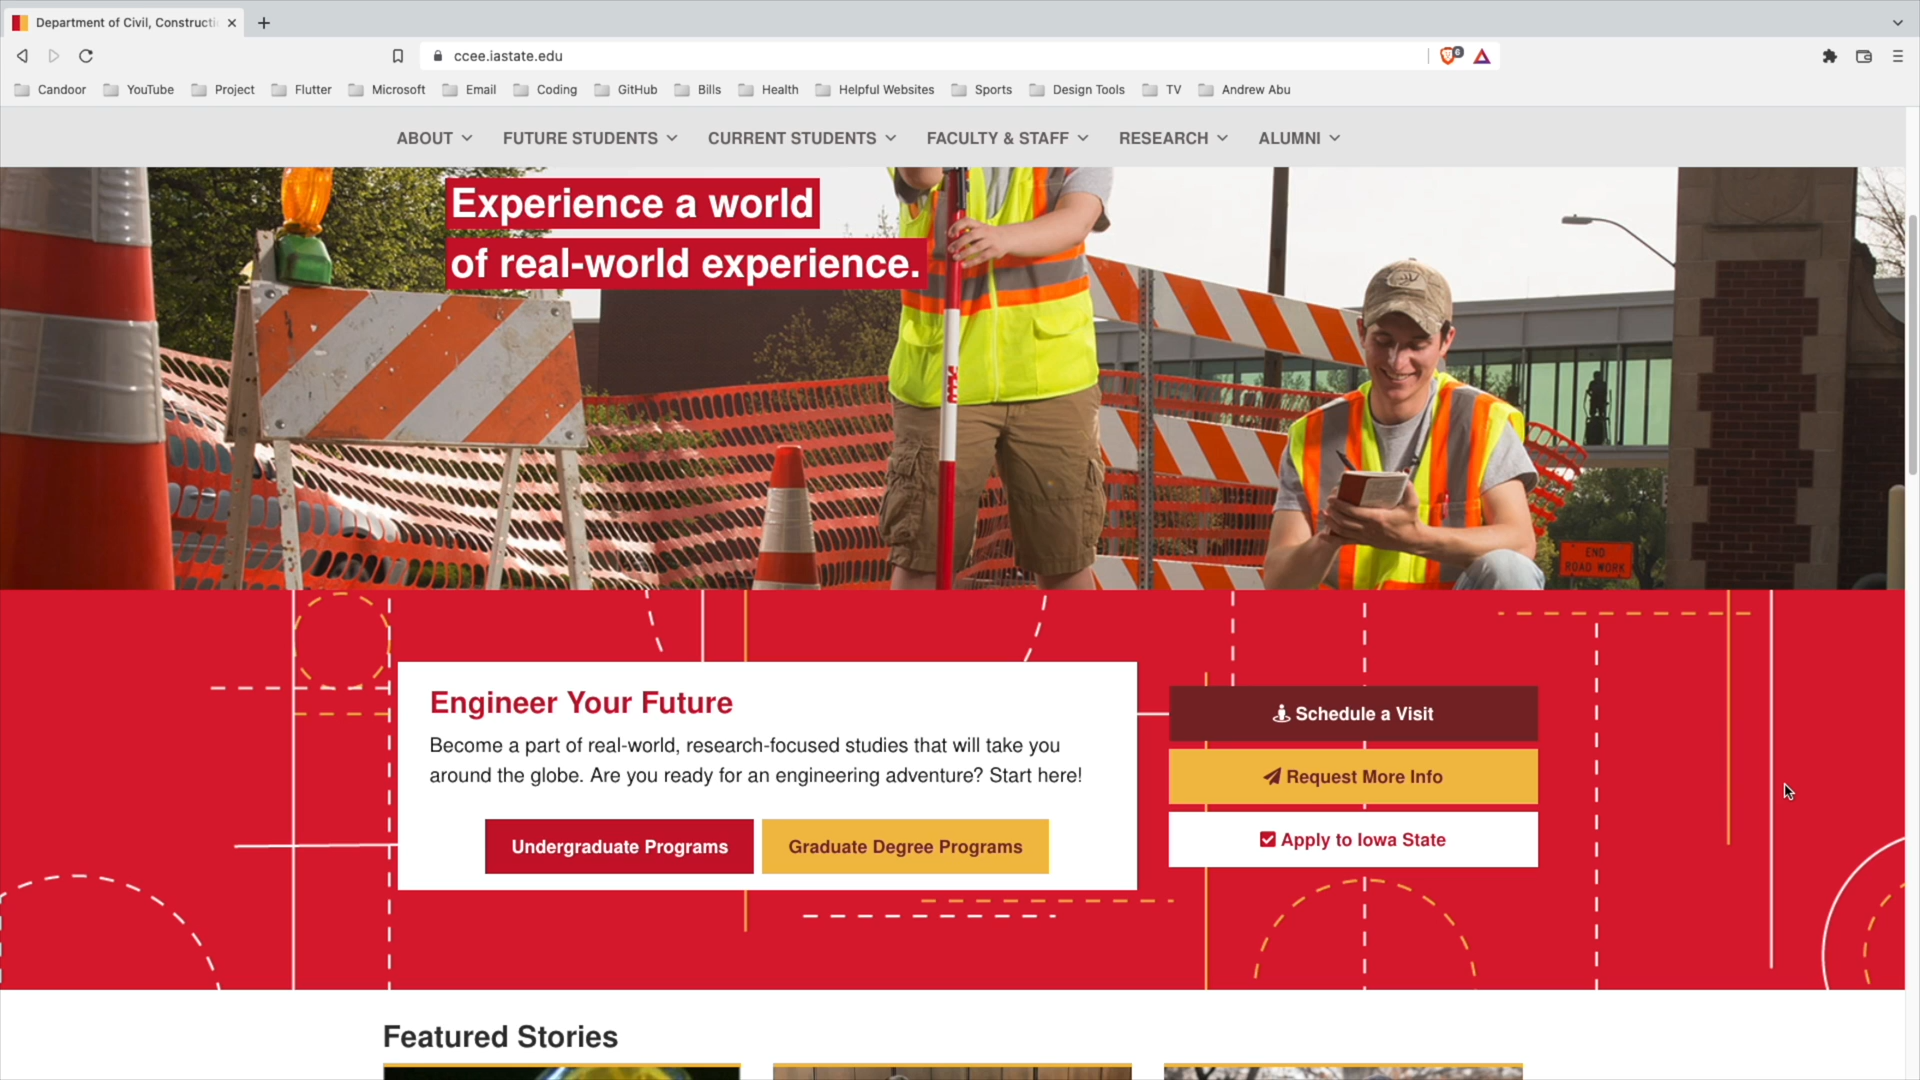 Department of Civil, Constructi
ccee.iastate.edu
6
Candoor YouTube Project Flutter Microsoft Email Coding GitHub Bills Health Helpful Websites Sports Design Tools TV Andrew Abu
ABOUT FUTURE STUDENTS CURRENT STUDENTS FACULTY & STAFF RESEARCH ALUMNI
Experience a world
of real-world experience.
END
ROAD WORK
Engineer Your Future
Become a part of real-world, research-focused studies that will take you
around the globe. Are you ready for an engineering adventure? Start here!
Undergraduate Programs Graduate Degree Programs
Schedule a Visit
Request More Info
Apply to Iowa State
Featured Stories